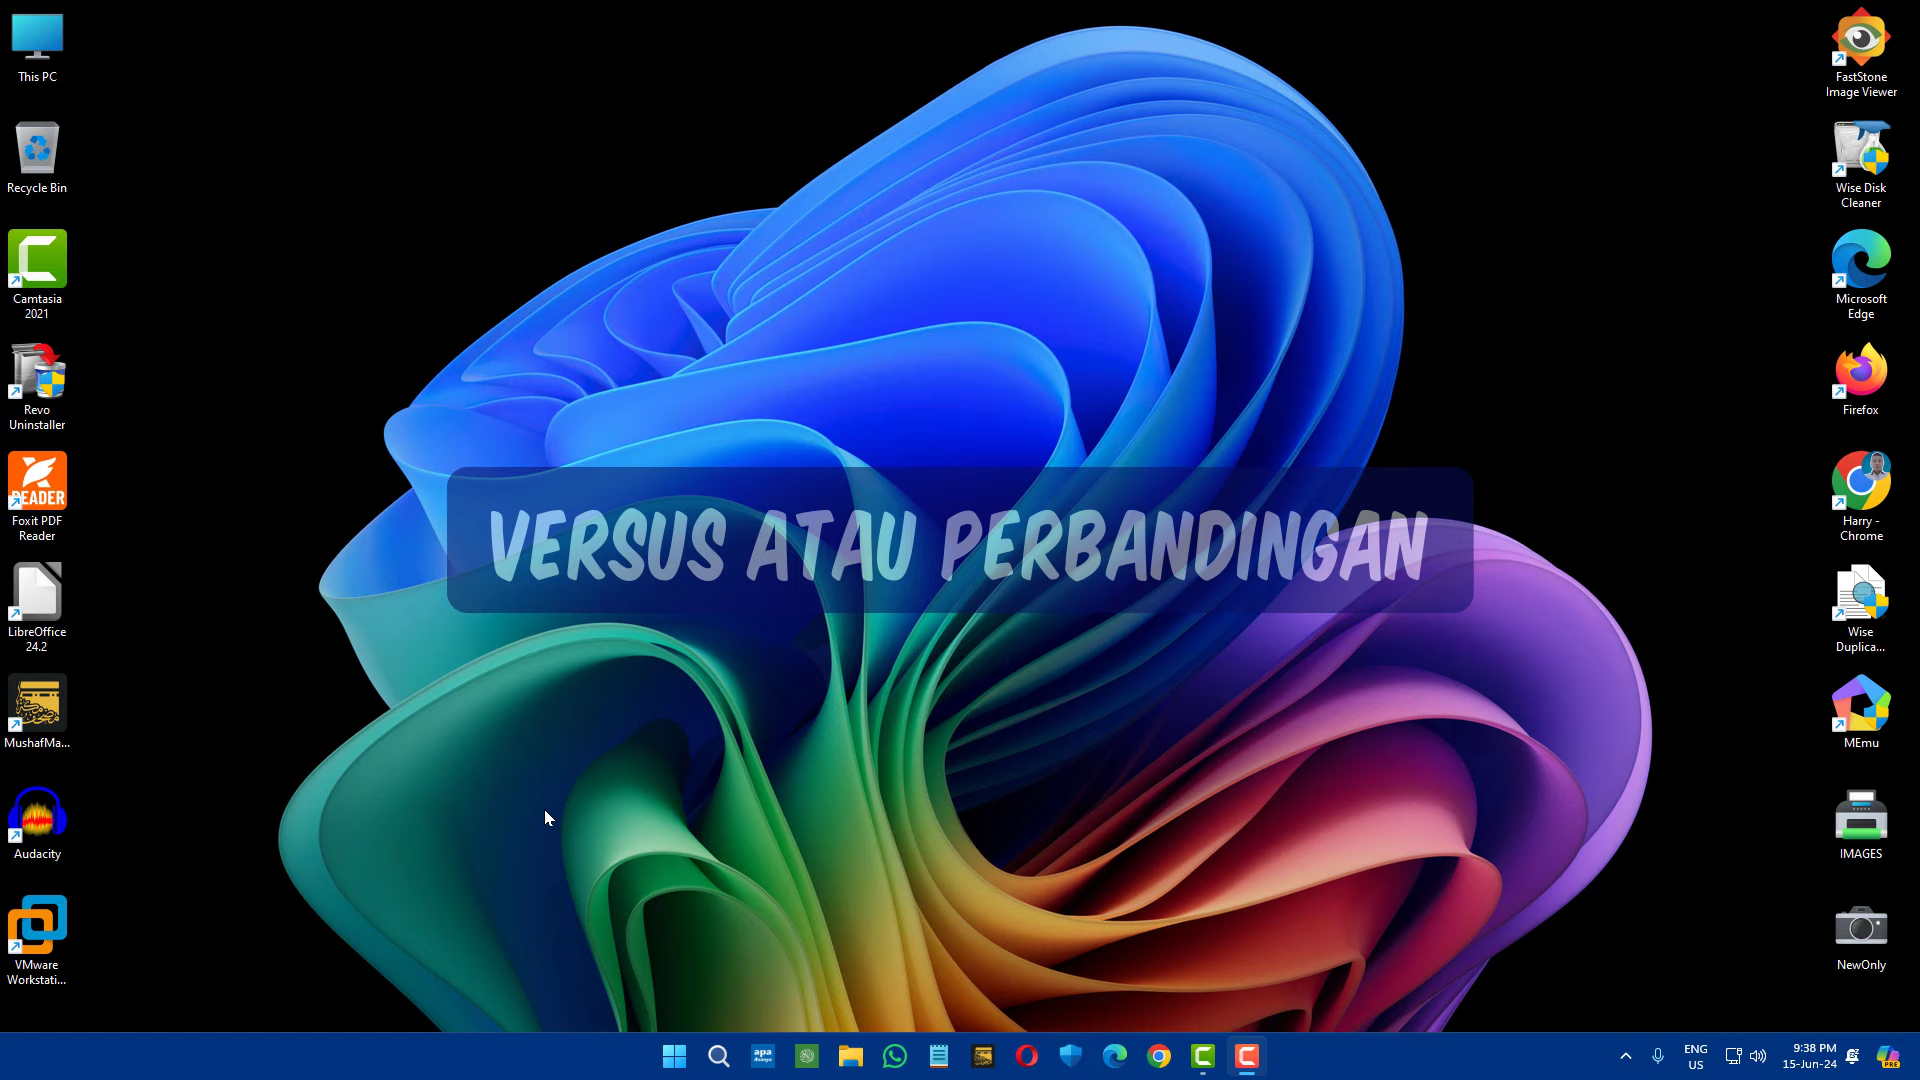 This PC
Recycle Bin
Camtasia
2021
Revo
Uninstaller
READER
Foxit PDF
Reader
LibreOffice
24.2
MushafMa...
Audacity
VMware
Workstati...
VERSUS ATAU PERBANDINGAN
FastStone
Image Viewer
Wise Disk
Cleaner
Microsoft
Edge
Firefox
Harry -
Chrome
Wise
Duplica...
MEmu
IMAGES
NewOnly
apa
ENG
US
9:38 PM
15-Jun-24
PRE